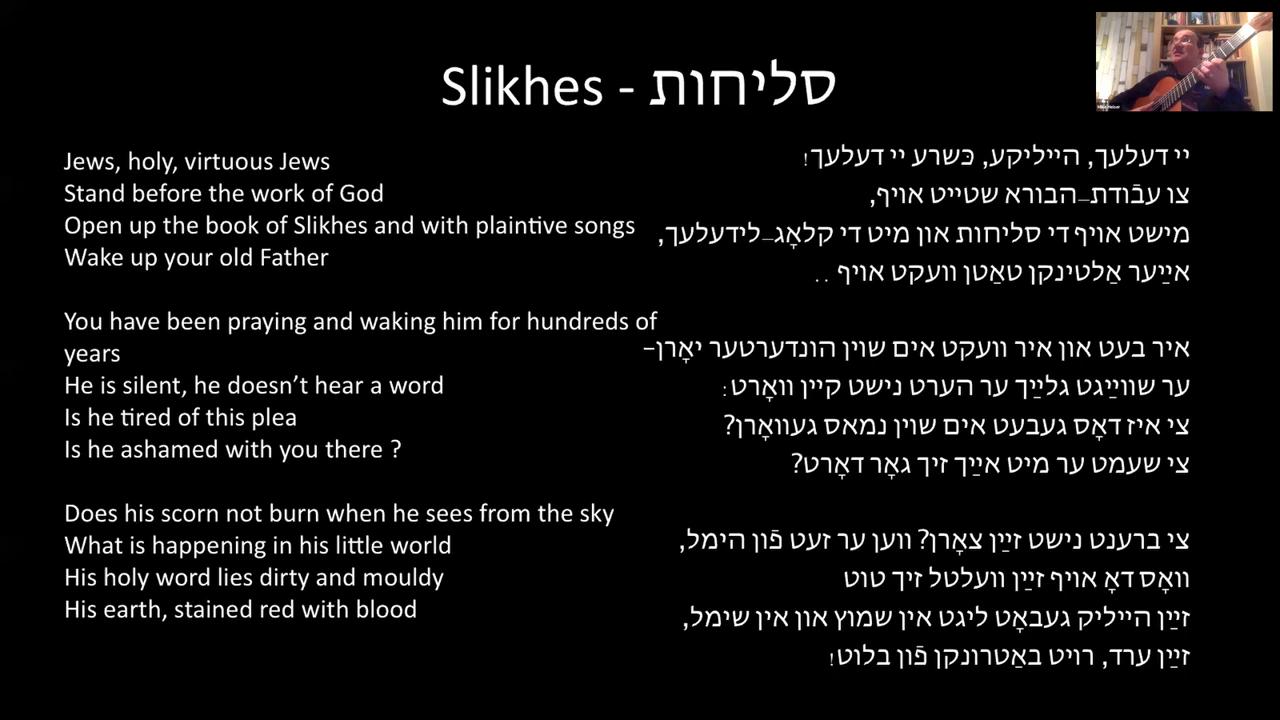 Slikhes - סליחות
Jews, holy, virtuous Jews
Stand before the work of God
Open up the book of Slikhes and with plaintive songs
Wake up your old Father
You have been praying and waking him for hundreds of
years
He is silent, he doesn’t hear a word
Is he tired of this plea
Is he ashamed with you there ?
Does his scorn not burn when he sees from the sky
What is happening in his little world
His holy word lies dirty and mouldy
His earth, stained red with blood
יי דעלעך, הייליקע, כּשרע יי דעלעך!
צו עבֿודת–הבורא שטייט אויף,
מישט אויף די סליחות און מיט די קלאָג–לידעלעך,
אײַער אַלטינקן טאַטן וועקט אויף . .
איר בעט און איר וועקט אים שוין הונדערטער יאָרן–
ער שווײַגט גלײַך ער הערט נישט קיין וואָרט:
צי איז דאָס געבעט אים שוין נמאס געוואָרן?
צי שעמט ער מיט אײַך זיך גאָר דאָרט?
צי ברענט נישט זײַן צאָרן? ווען ער זעט פֿון הימל,
וואָס דאָ אויף זײַן וועלטל זיך טוט
זײַן הייליק געבאָט ליגט אין שמוץ און אין שימל,
זײַן ערד, רויט באַטרונקן פֿון בלוט!